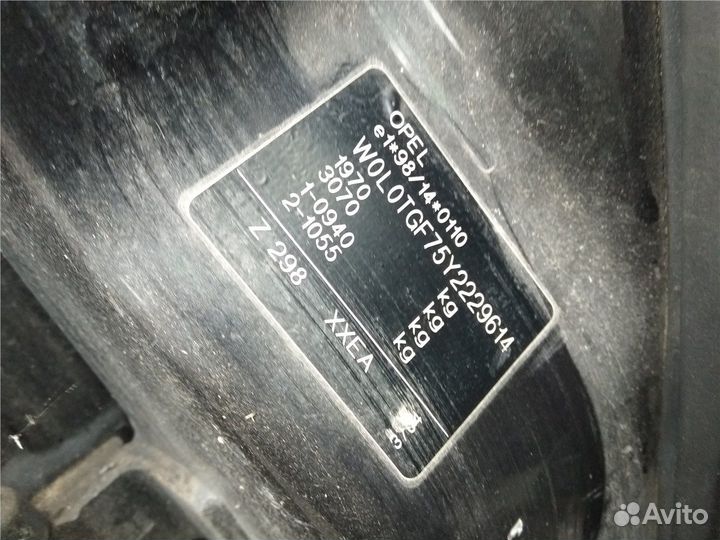 OPEL
e1*98/14*0110
W0L0TGF75Y2229614
1970 kg
3070 kg
1-0940 kg
2-1055 kg
Z 298 XXEA
Avito